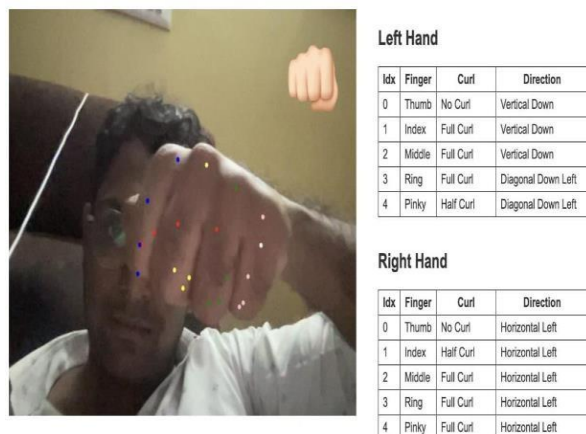 Left Hand
Idx Finger Curl Direction
0 Thumb No Curl Vertical Down
1 Index Full Curl Vertical Down
2 Middle Full Curl Vertical Down
3 Ring Full Curl Diagonal Down Left
4 Pinky Half Curl Diagonal Down Left
Right Hand
Idx Finger Curl Direction
0 Thumb No Curl Horizontal Left
1 Index Half Curl Horizontal Left
2 Middle Full Curl Horizontal Left
3 Ring Full Curl Horizontal Left
4 Pinky Full Curl Horizontal Left